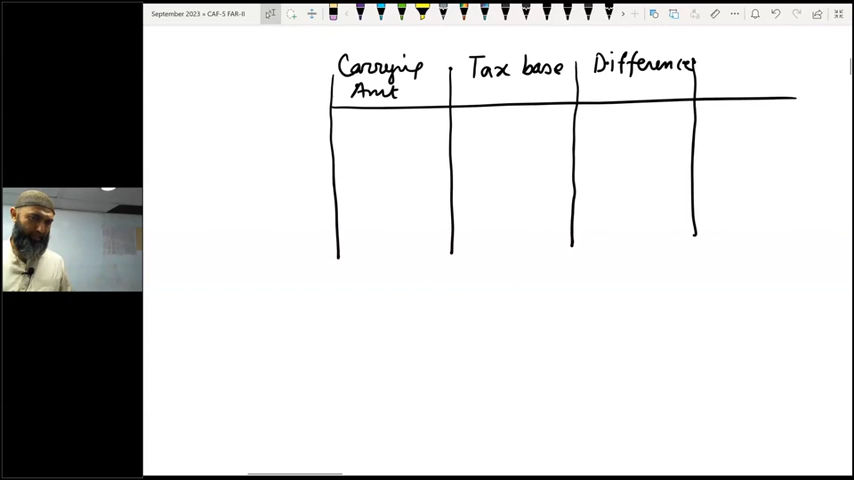 September 2023 » CAF-5 FAR-II
Carrying Tax base Difference
Amt